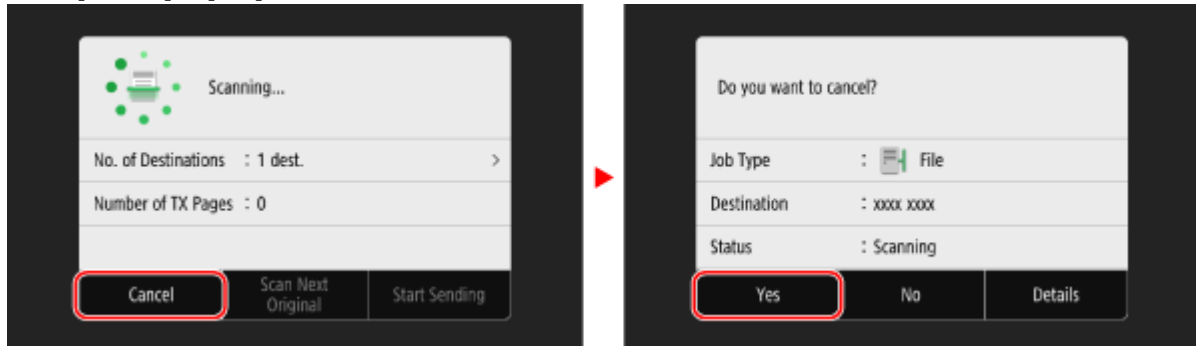 Scanning...
No. of Destinations : 1 dest. >
Number of TX Pages : 0
Cancel
Scan Next
Original
Start Sending
Do you want to cancel?
Job Type : File
Destination : xxxx xxxx
Status : Scanning
Yes
No
Details